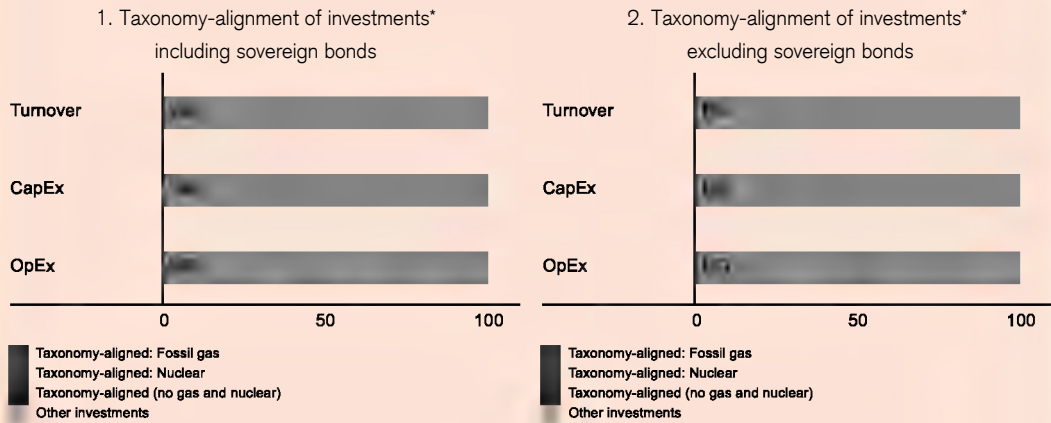 1. Taxonomy-alignment of investments*
including sovereign bonds
Turnover
CapEx
OpEx
0 50 100
Taxonomy-aligned: Fossil gas
Taxonomy-aligned: Nuclear
Taxonomy-aligned (no gas and nuclear)
Other investments
2. Taxonomy-alignment of investments*
excluding sovereign bonds
Turnover
CapEx
OpEx
0 50 100
Taxonomy-aligned: Fossil gas
Taxonomy-aligned: Nuclear
Taxonomy-aligned (no gas and nuclear)
Other investments